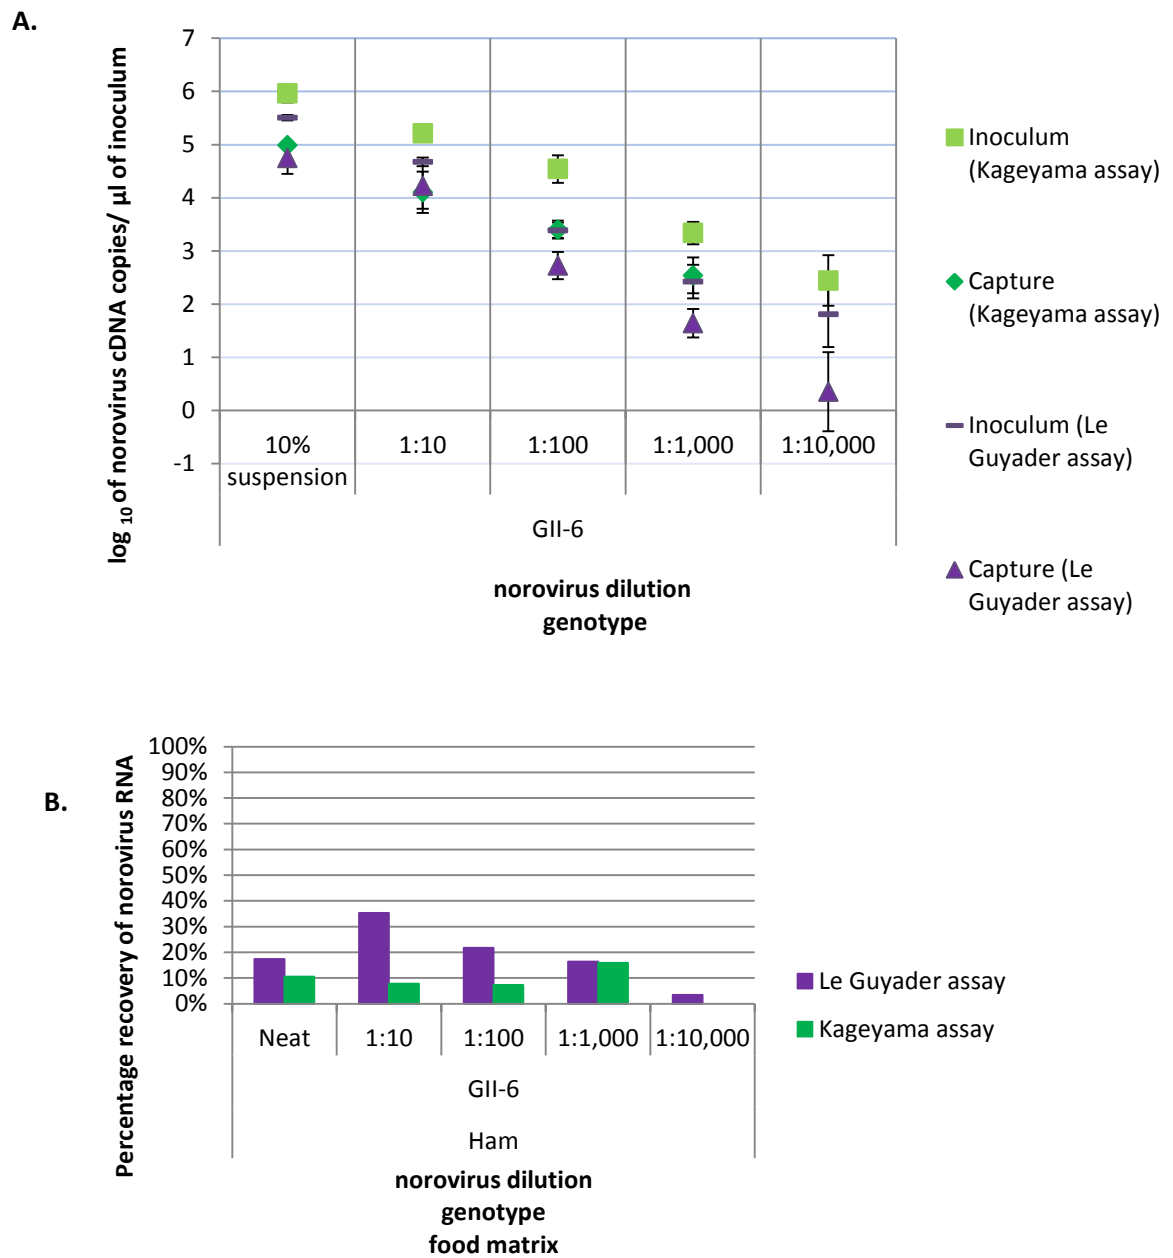 A.
log 10 of norovirus cDNA copies/ µl of inoculum
7
6
5
4
3
2
1
0
-1
10% suspension
1:10
1:100
1:1,000
1:10,000
GII-6
norovirus dilution
genotype
Inoculum
(Kageyama assay)
Capture
(Kageyama assay)
Inoculum (Le
Guyader assay)
Capture (Le
Guyader assay)
B.
Percentage recovery of norovirus RNA
100%
90%
80%
70%
60%
50%
40%
30%
20%
10%
0%
Neat
1:10
1:100
1:1,000
1:10,000
GII-6
Ham
norovirus dilution
genotype
food matrix
Le Guyader assay
Kageyama assay